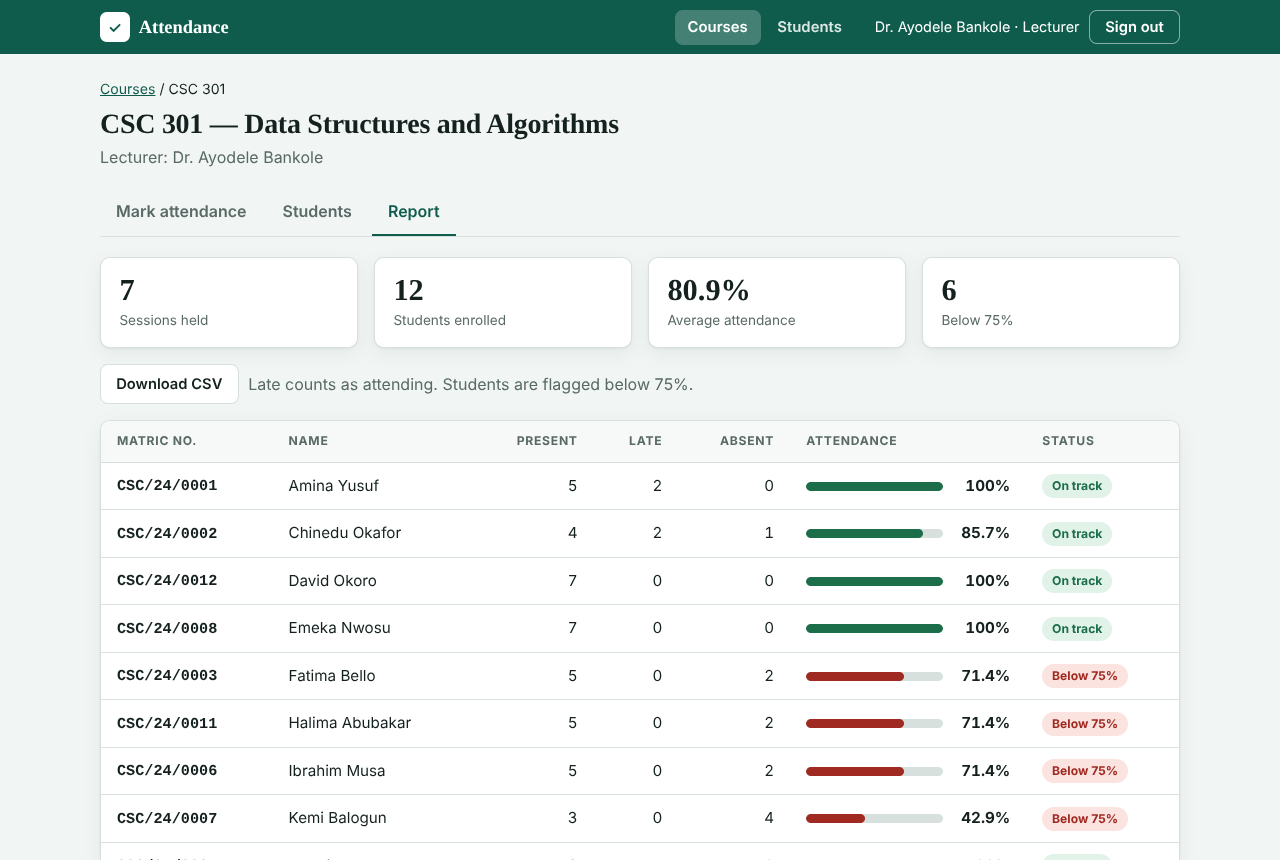 Attendance
Courses Students Dr. Ayodele Bankole · Lecturer Sign out
Courses / CSC 301
CSC 301 — Data Structures and Algorithms
Lecturer: Dr. Ayodele Bankole
Mark attendance Students Report
7 12 80.9% 6
Sessions held Students enrolled Average attendance Below 75%
Download CSV Late counts as attending. Students are flagged below 75%.
MATRIC NO. NAME PRESENT LATE ABSENT ATTENDANCE STATUS
CSC/24/0001 Amina Yusuf 5 2 0 100% On track
CSC/24/0002 Chinedu Okafor 4 2 1 85.7% On track
CSC/24/0012 David Okoro 7 0 0 100% On track
CSC/24/0008 Emeka Nwosu 7 0 0 100% On track
CSC/24/0003 Fatima Bello 5 0 2 71.4% Below 75%
CSC/24/0011 Halima Abubakar 5 0 2 71.4% Below 75%
CSC/24/0006 Ibrahim Musa 5 0 2 71.4% Below 75%
CSC/24/0007 Kemi Balogun 3 0 4 42.9% Below 75%